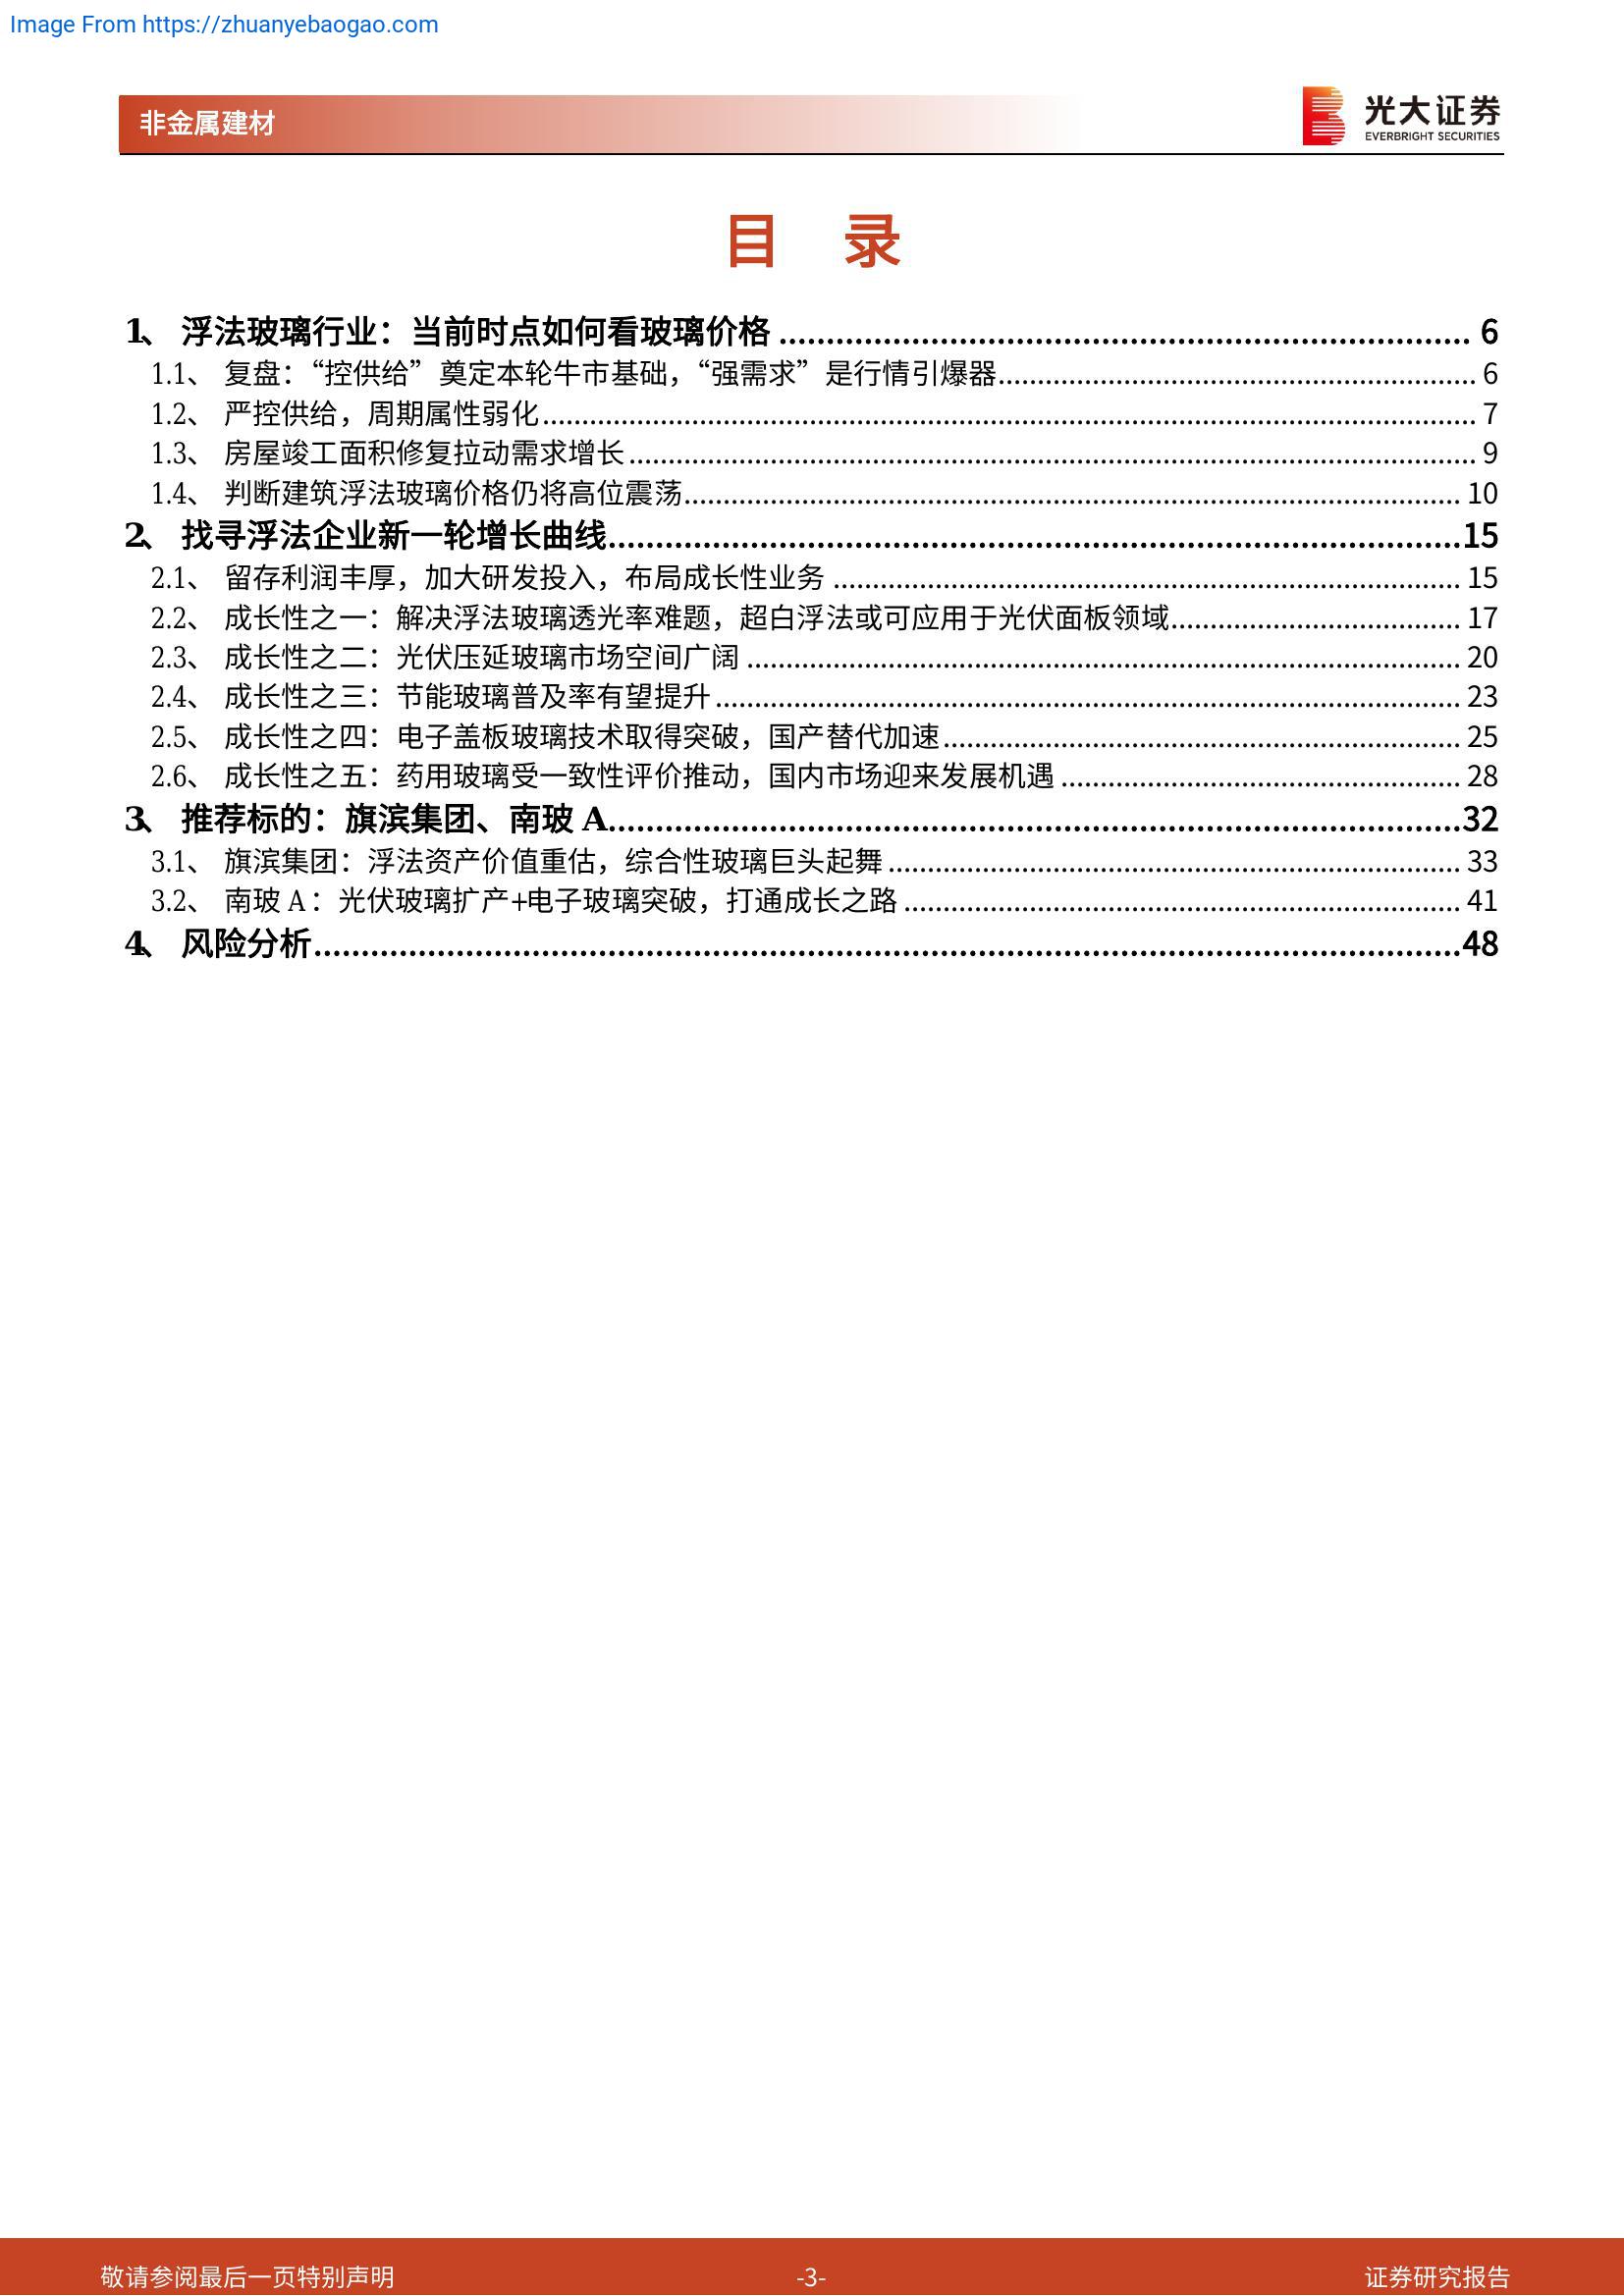 Image From https://zhuanyebaogao.com
非金属建材
光大证券
EVERBRIGHT SECURITIES
目 录
1、 浮法玻璃行业：当前时点如何看玻璃价格 ........ 6
1.1、 复盘：“控供给”奠定本轮牛市基础，“强需求”是行情引爆器........ 6
1.2、 严控供给，周期属性弱化........ 7
1.3、 房屋竣工面积修复拉动需求增长 ........ 9
1.4、 判断建筑浮法玻璃价格仍将高位震荡........ 10
2、 找寻浮法企业新一轮增长曲线........15
2.1、 留存利润丰厚，加大研发投入，布局成长性业务 ........ 15
2.2、 成长性之一：解决浮法玻璃透光率难题，超白浮法或可应用于光伏面板领域........ 17
2.3、 成长性之二：光伏压延玻璃市场空间广阔 ........ 20
2.4、 成长性之三：节能玻璃普及率有望提升 ........ 23
2.5、 成长性之四：电子盖板玻璃技术取得突破，国产替代加速........ 25
2.6、 成长性之五：药用玻璃受一致性评价推动，国内市场迎来发展机遇 ........ 28
3、 推荐标的：旗滨集团、南玻 A........32
3.1、 旗滨集团：浮法资产价值重估，综合性玻璃巨头起舞 ........ 33
3.2、 南玻 A：光伏玻璃扩产+电子玻璃突破，打通成长之路 ........ 41
4、 风险分析........48
敬请参阅最后一页特别声明
-3-
证券研究报告